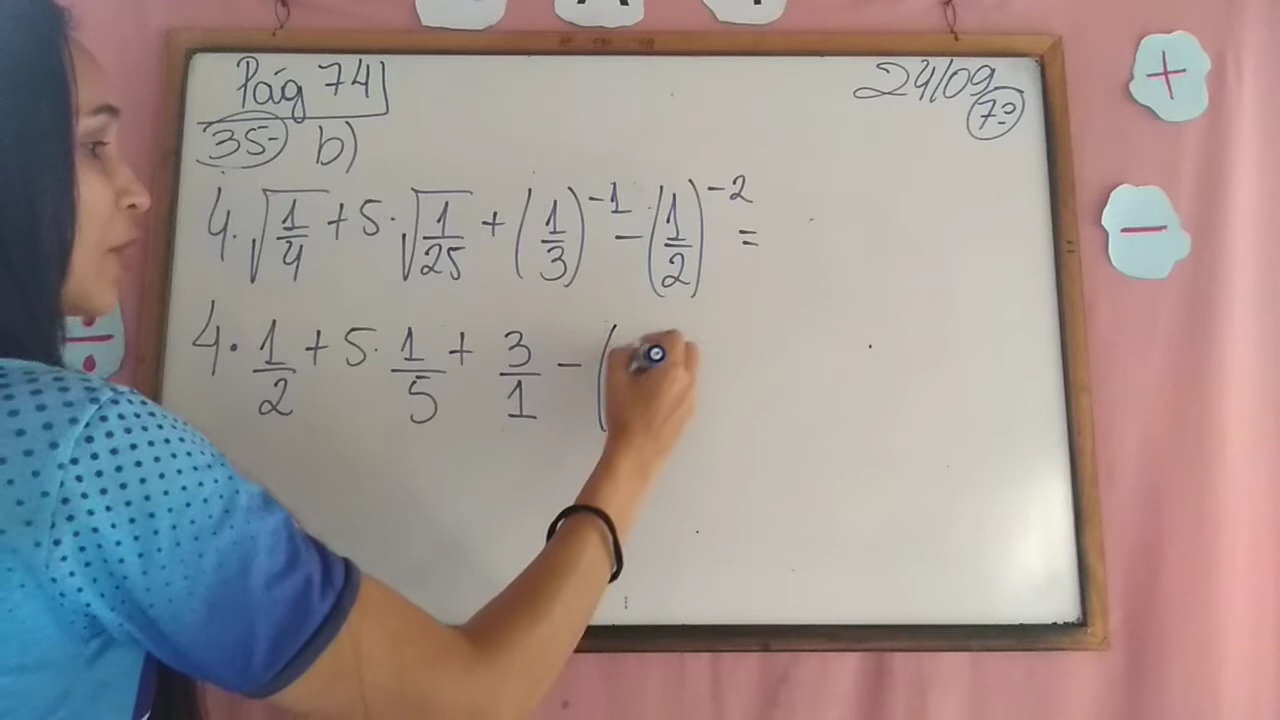 Pág 74
24/09
7º
35- b)
4·√(1/4) + 5·√(1/25) + (1/3)^-1 - (1/2)^-2 =
4·1/2 + 5·1/5 + 3/1 - (
+
-
÷